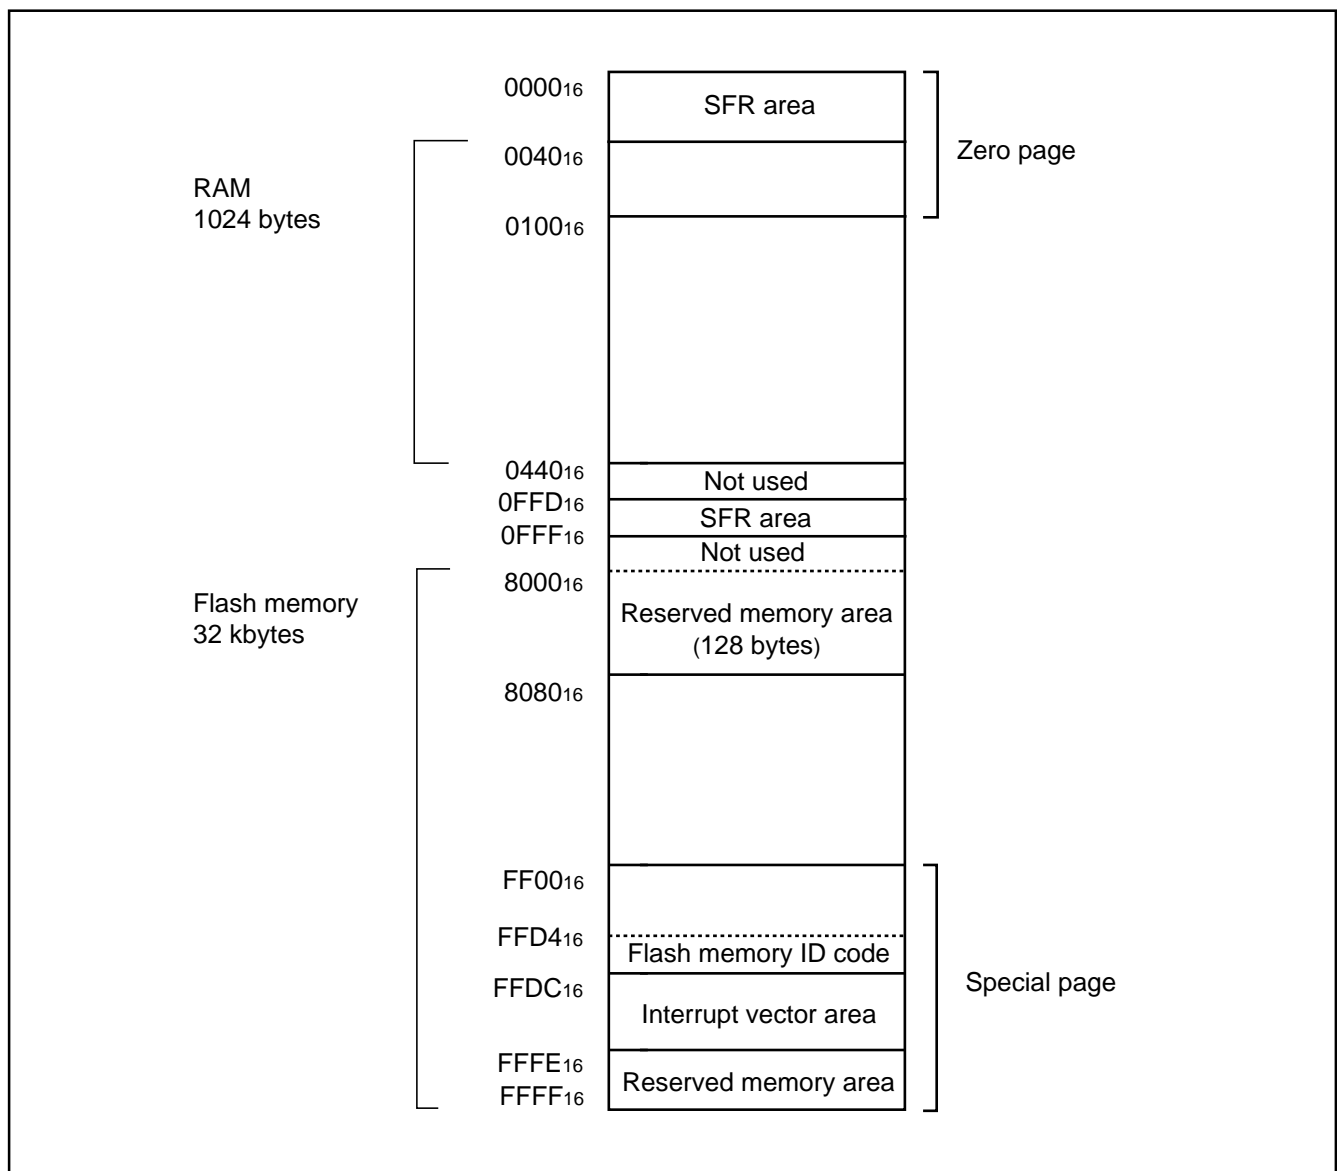 000016
SFR area
Zero page
004016
RAM
1024 bytes
010016
044016
Not used
0FFD16
SFR area
0FFF16
Not used
800016
Flash memory
32 kbytes
Reserved memory area
(128 bytes)
808016
FF0016
FFD416
Flash memory ID code
FFDC16
Special page
Interrupt vector area
FFFE16
Reserved memory area
FFFF16